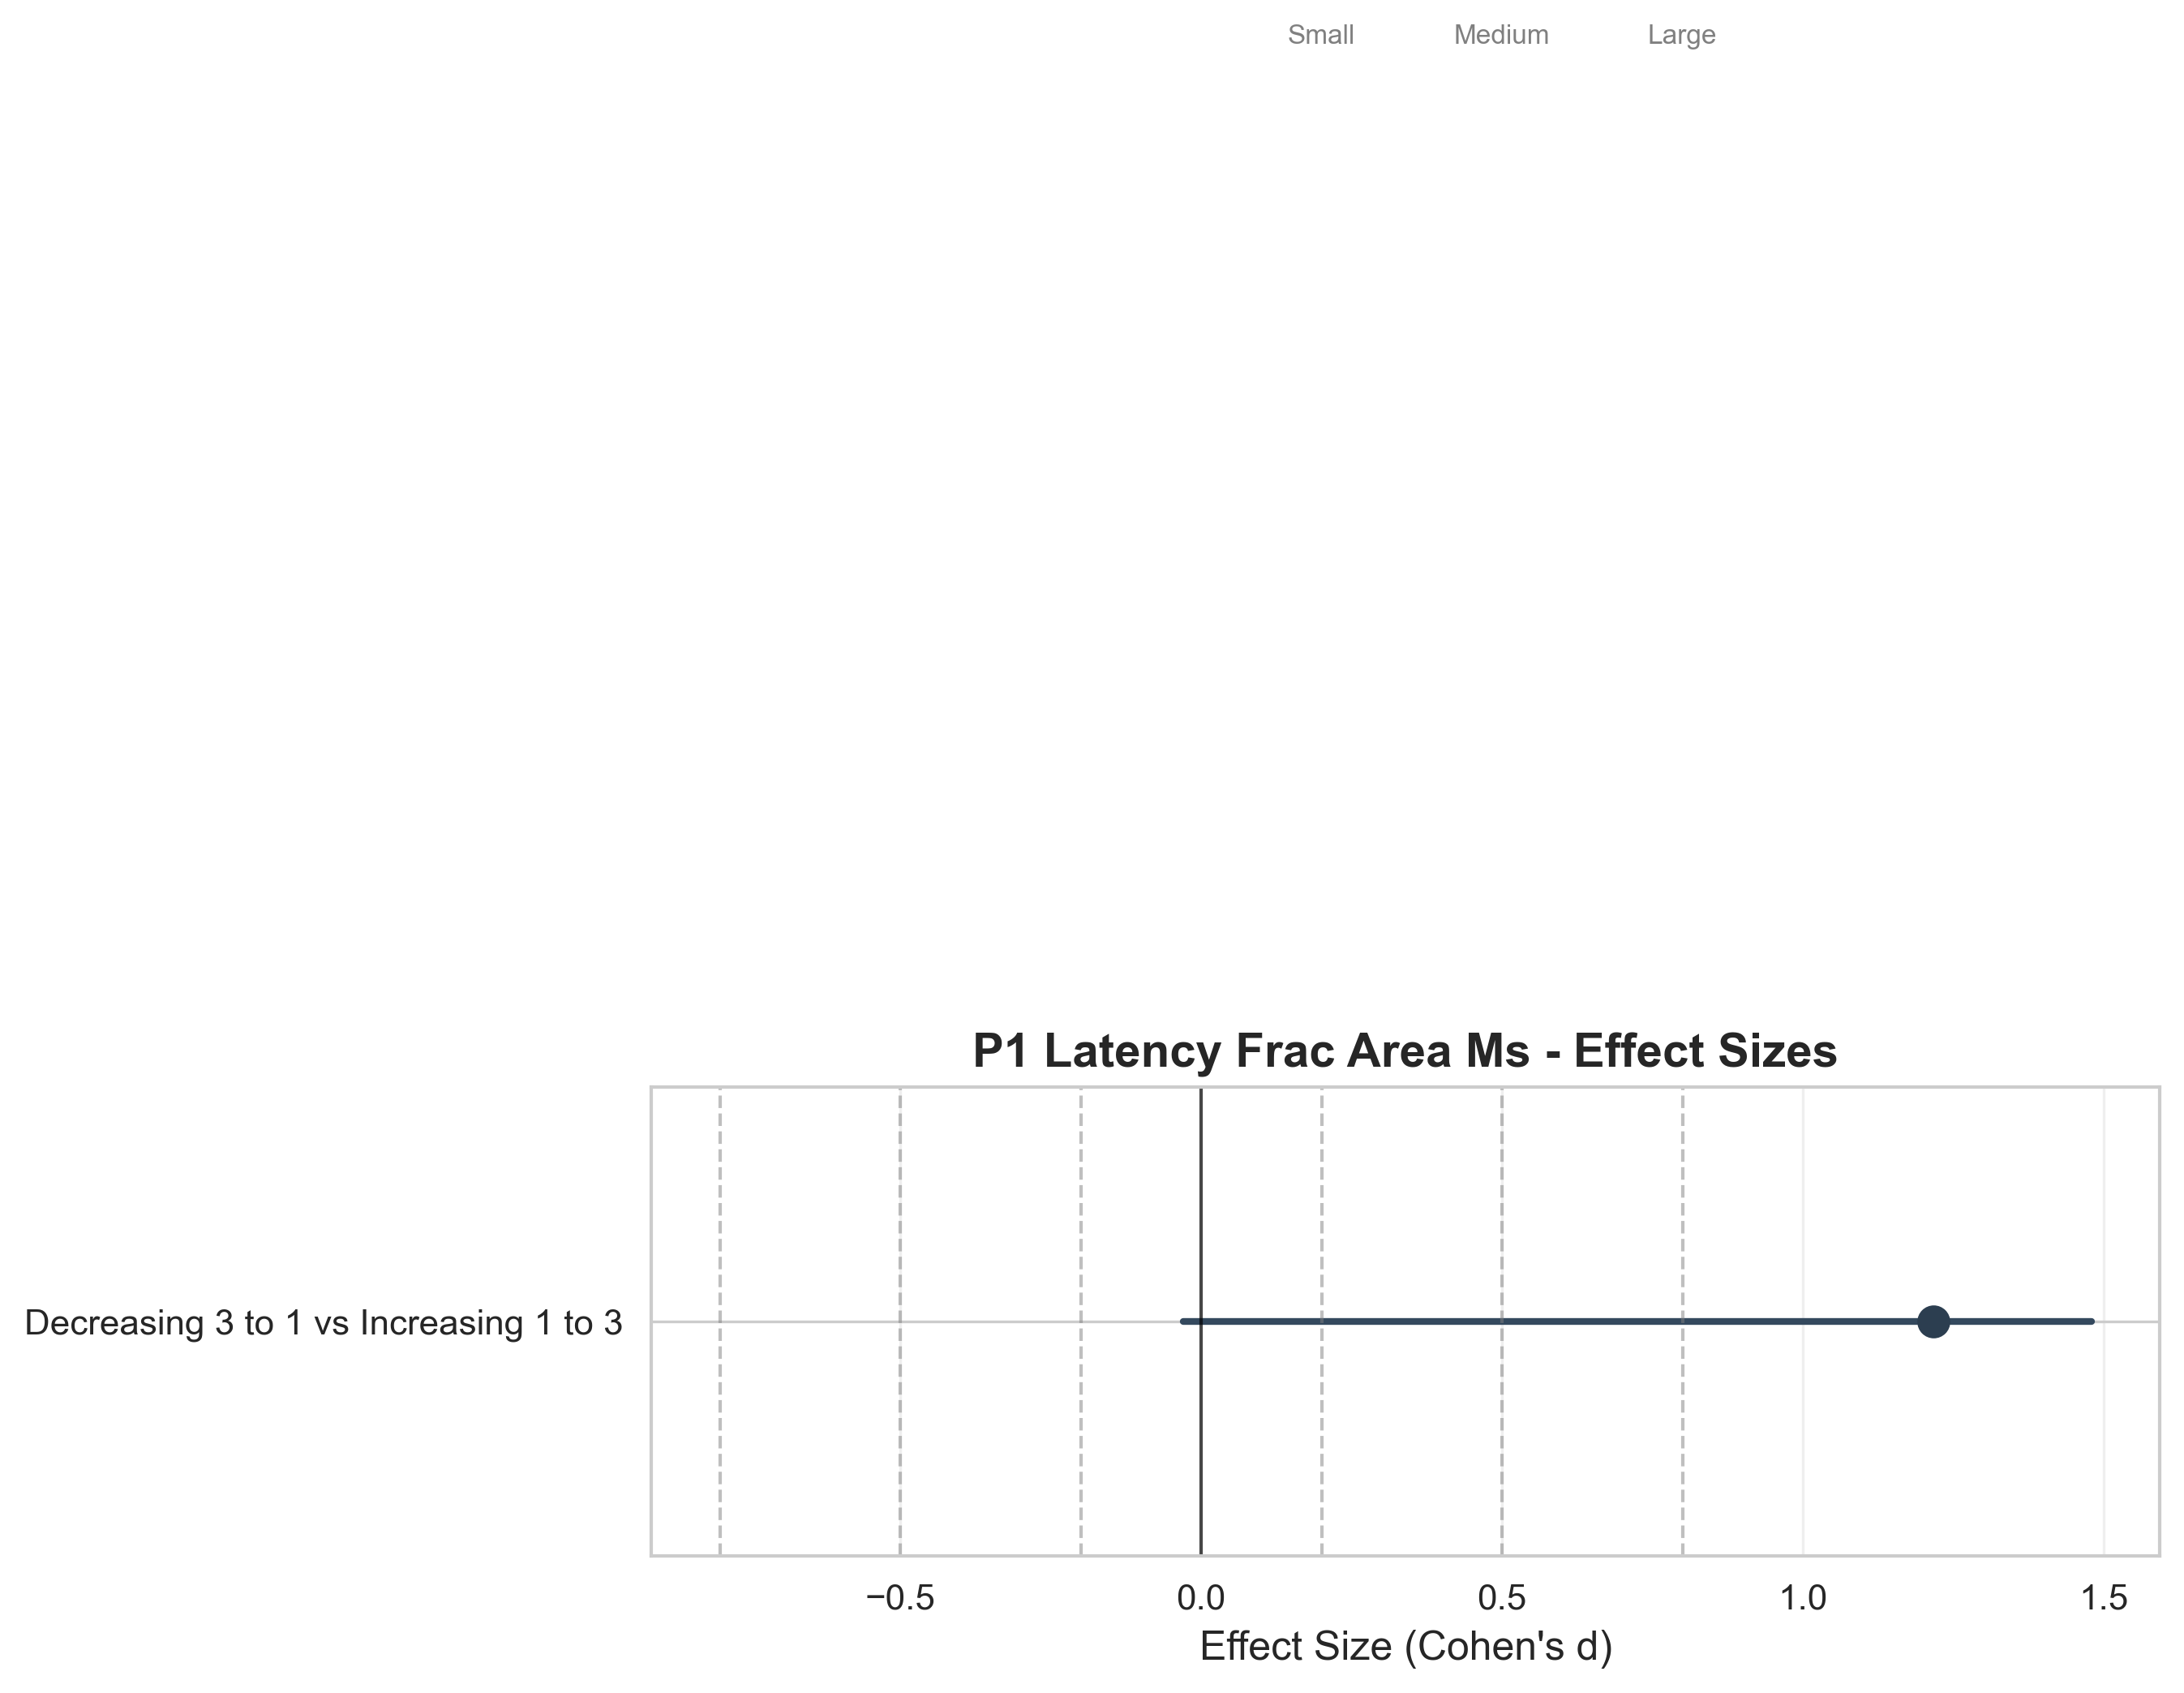 Small Medium Large
P1 Latency Frac Area Ms - Effect Sizes
Decreasing 3 to 1 vs Increasing 1 to 3
−0.5 0.0 0.5 1.0 1.5
Effect Size (Cohen's d)